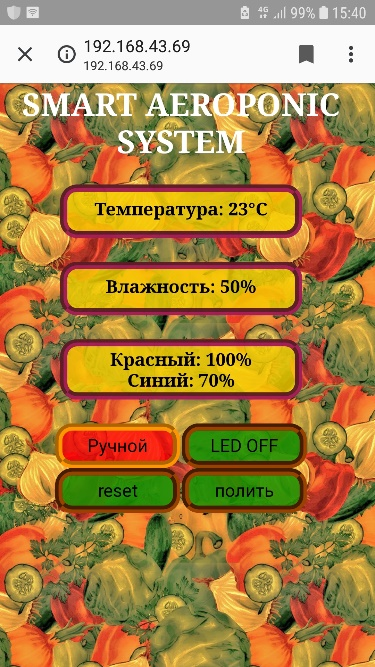 4G 99% 15:40
192.168.43.69
192.168.43.69
SMART AEROPONIC
SYSTEM
Температура: 23°C
Влажность: 50%
Красный: 100%
Синий: 70%
Ручной LED OFF
reset полить